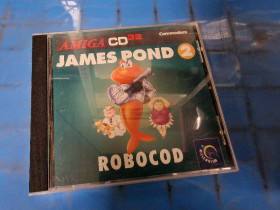 Commodore
AMIGA CD32
JAMES POND 2
ROBOCOD